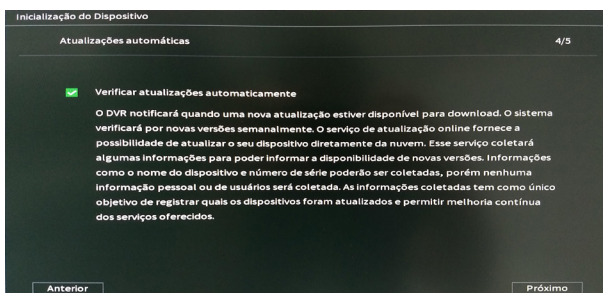 Inicialização do Dispositivo
Atualizações automáticas 4/5
Verificar atualizações automaticamente
O DVR notificará quando uma nova atualização estiver disponível para download. O sistema
verificará por novas versões semanalmente. O serviço de atualização online fornece a
possibilidade de atualizar o seu dispositivo diretamente da nuvem. Esse serviço coletará
algumas informações para poder informar a disponibilidade de novas versões. Informações
como o nome do dispositivo e número de série poderão ser coletadas, porém nenhuma
informação pessoal ou de usuários será coletada. As informações coletadas tem como único
objetivo de registrar quais os dispositivos foram atualizados e permitir melhoria contínua
dos serviços oferecidos.
Anterior Próximo